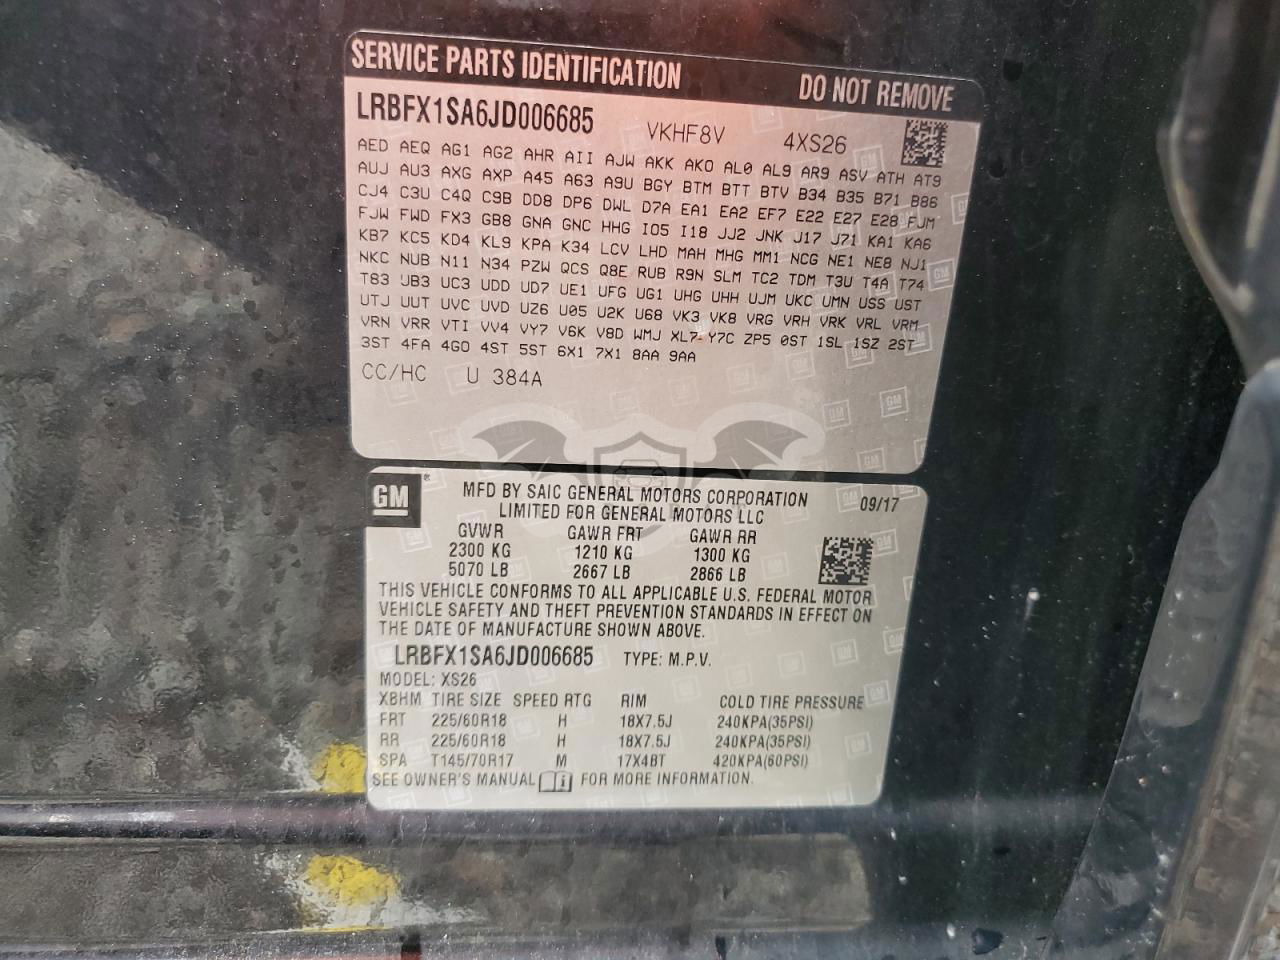 SERVICE PARTS IDENTIFICATION DO NOT REMOVE
LRBFX1SA6JD006685 VKHF8V 4XS26
AED AEQ AG1 AG2 AHR AII AJW AKK AKO AL0 AL9 AR9 ASV ATH AT9
AUJ AU3 AXG AXP A45 A63 A9U BGY BTM BTT BTV B34 B35 B71 B86
CJ4 C3U C4Q C9B DD8 DP6 DWL D7A EA1 EA2 EF7 E22 E27 E28 FJM
FJW FWD FX3 GB8 GNA GNC HHG IO5 I18 JJ2 JNK J17 J71 KA1 KA6
KB7 KC5 KD4 KL9 KPA K34 LCV LHD MAH MHG MM1 NCG NE1 NE8 NJ1
NKC NUB N11 N34 PZW QCS Q8E RUB R9N SLM TC2 TDM T3U T4A T74
T83 UB3 UC3 UDD UD7 UE1 UFG UG1 UHG UHH UJM UKC UMN USS UST
UTJ UUT UVC UVD UZ6 U05 U2K U68 VK3 VK8 VRG VRH VRK VRL VRM
VRN VRR VTI VV4 VY7 V6K V8D WMJ XL7 Y7C ZP5 0ST 1SL 1SZ 2ST
3ST 4FA 4GO 4ST 5ST 6X1 7X1 8AA 9AA
CC/HC U 384A
GM® MFD BY SAIC GENERAL MOTORS CORPORATION 09/17
LIMITED FOR GENERAL MOTORS LLC
GVWR GAWR FRT GAWR RR
2300 KG 1210 KG 1300 KG
5070 LB 2667 LB 2866 LB
THIS VEHICLE CONFORMS TO ALL APPLICABLE U.S. FEDERAL MOTOR
VEHICLE SAFETY AND THEFT PREVENTION STANDARDS IN EFFECT ON
THE DATE OF MANUFACTURE SHOWN ABOVE.
LRBFX1SA6JD006685 TYPE: M.P.V.
MODEL: XS26
XBHM TIRE SIZE SPEED RTG RIM COLD TIRE PRESSURE
FRT 225/60R18 H 18X7.5J 240KPA(35PSI)
RR 225/60R18 H 18X7.5J 240KPA(35PSI)
SPA T145/70R17 M 17X4BT 420KPA(60PSI)
SEE OWNER'S MANUAL FOR MORE INFORMATION.